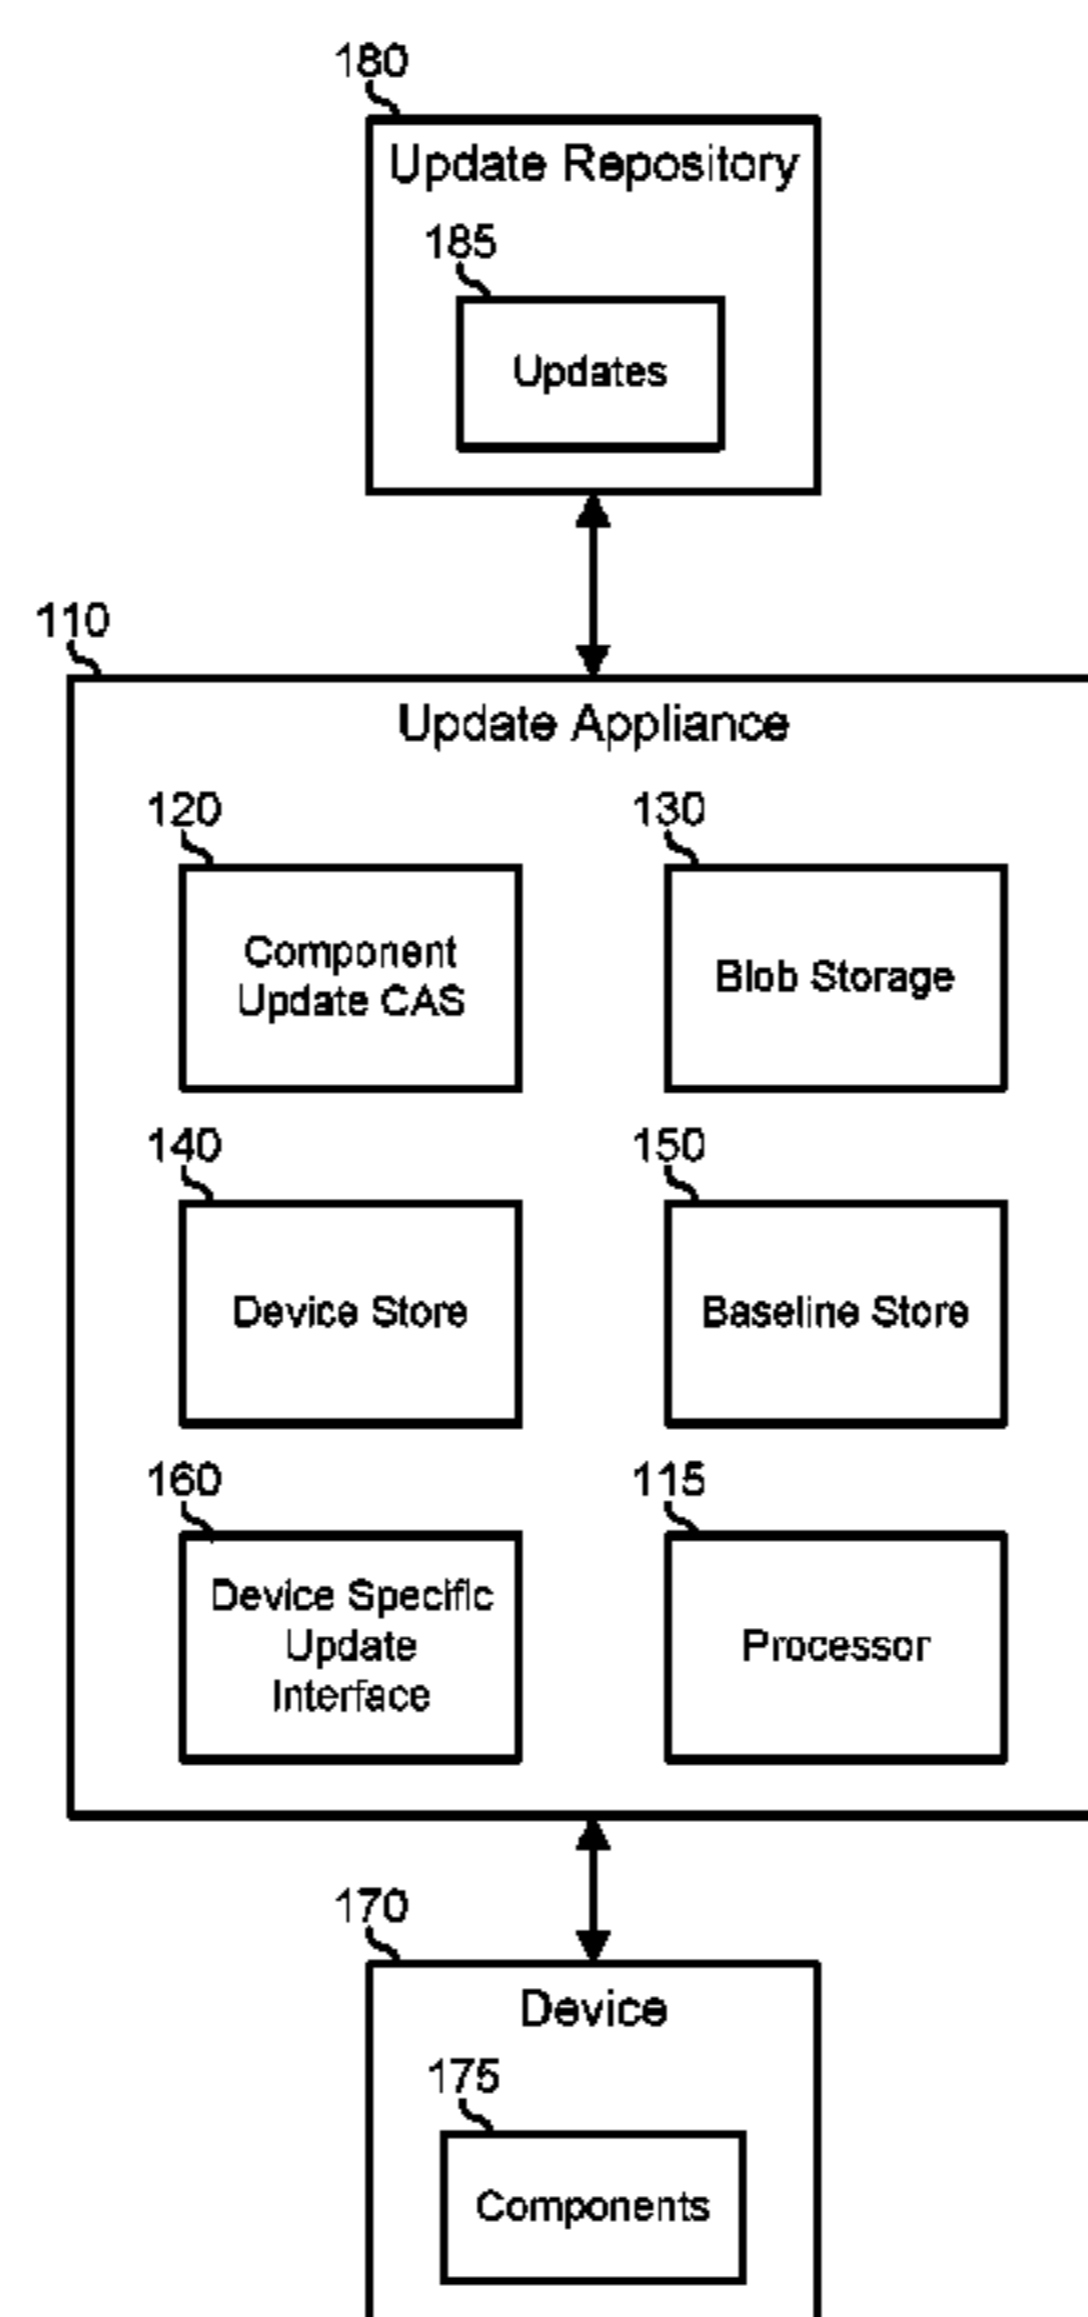 180
Update Repository
185
Updates
110
Update Appliance
120
130
Component
Update CAS
Blob Storage
140
150
Device Store
Baseline Store
160
115
Device Specific
Update
Interface
Processor
170
Device
175
Components